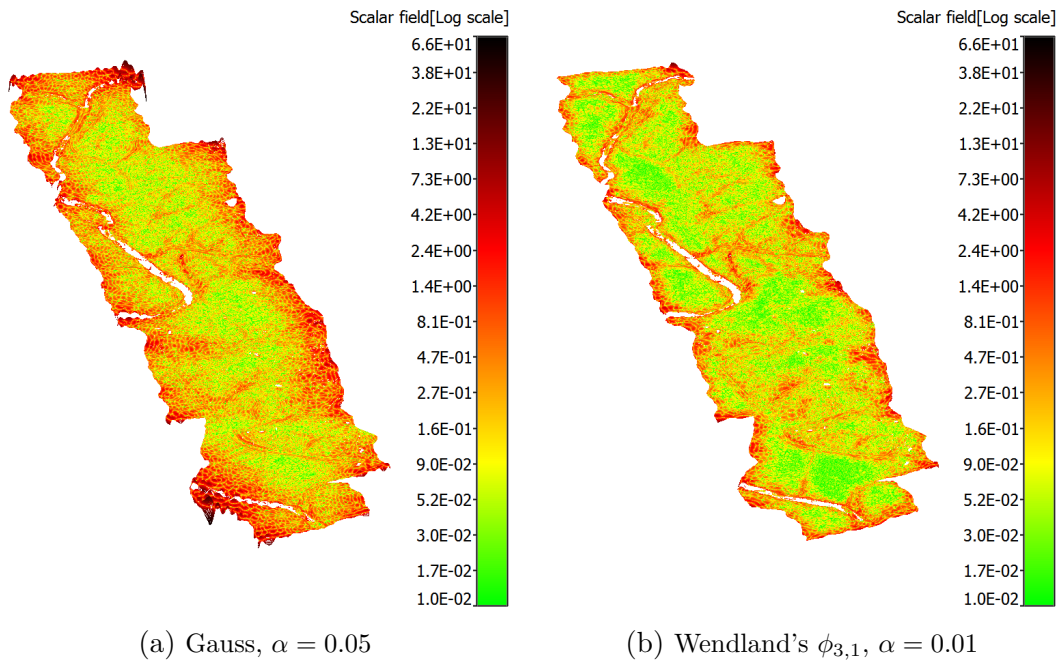 Scalar field[Log scale]
6.6E+01
3.8E+01
2.2E+01
1.3E+01
7.3E+00
4.2E+00
2.4E+00
1.4E+00
8.1E-01
4.7E-01
2.7E-01
1.6E-01
9.0E-02
5.2E-02
3.0E-02
1.7E-02
1.0E-02
(a) Gauss, α = 0.05
Scalar field[Log scale]
6.6E+01
3.8E+01
2.2E+01
1.3E+01
7.3E+00
4.2E+00
2.4E+00
1.4E+00
8.1E-01
4.7E-01
2.7E-01
1.6E-01
9.0E-02
5.2E-02
3.0E-02
1.7E-02
1.0E-02
(b) Wendland's ϕ3,1, α = 0.01